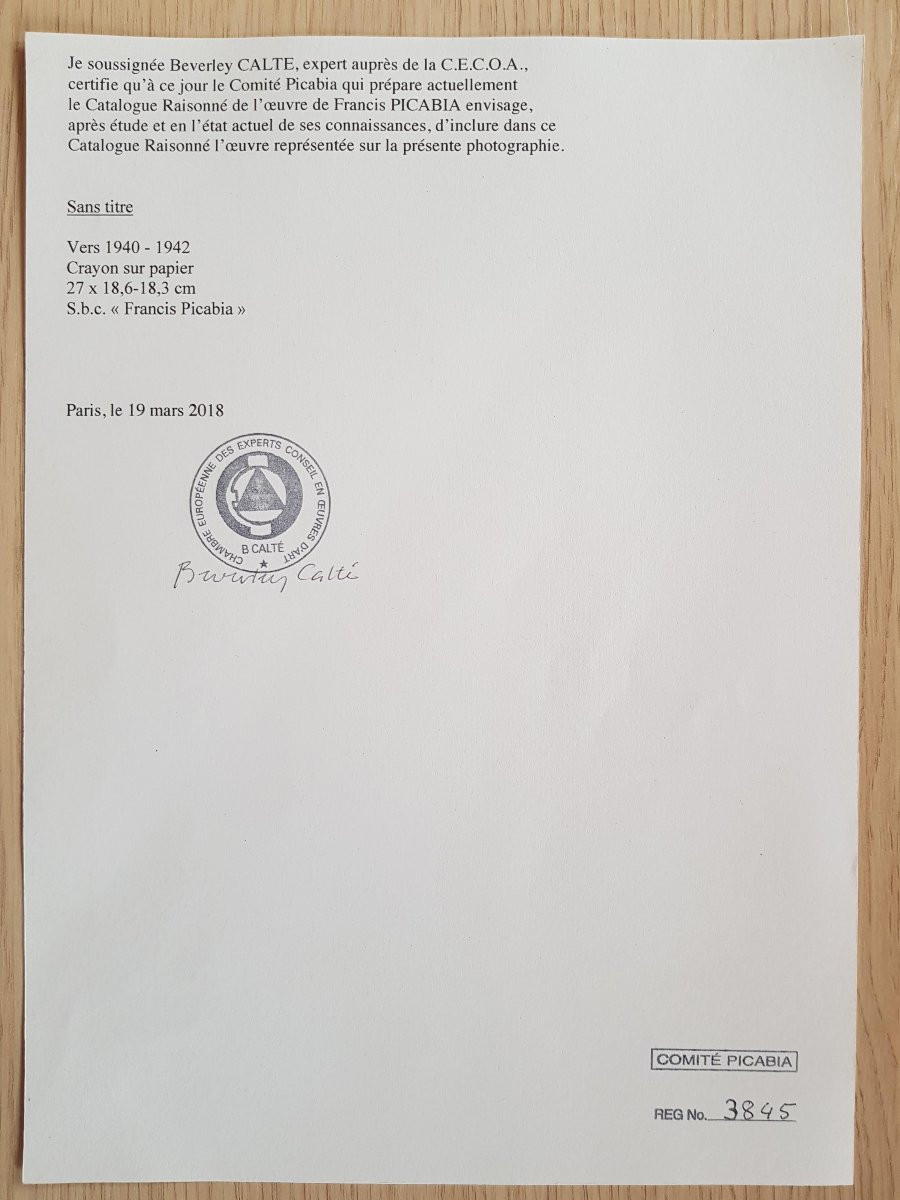 Je soussignée Beverley CALTE, expert auprès de la C.E.C.O.A.,
certifie qu'à ce jour le Comité Picabia qui prépare actuellement
le Catalogue Raisonné de l'œuvre de Francis PICABIA envisage,
après étude et en l'état actuel de ses connaissances, d'inclure dans ce
Catalogue Raisonné l'œuvre représentée sur la présente photographie.
Sans titre
Vers 1940 - 1942
Crayon sur papier
27 x 18,6-18,3 cm
S.b.c. « Francis Picabia »
Paris, le 19 mars 2018
CHAMBRE EUROPÉENNE DES EXPERTS CONSEIL EN ŒUVRES D'ART
B CALTÉ
Beverley Calté
COMITÉ PICABIA
REG No. 3845